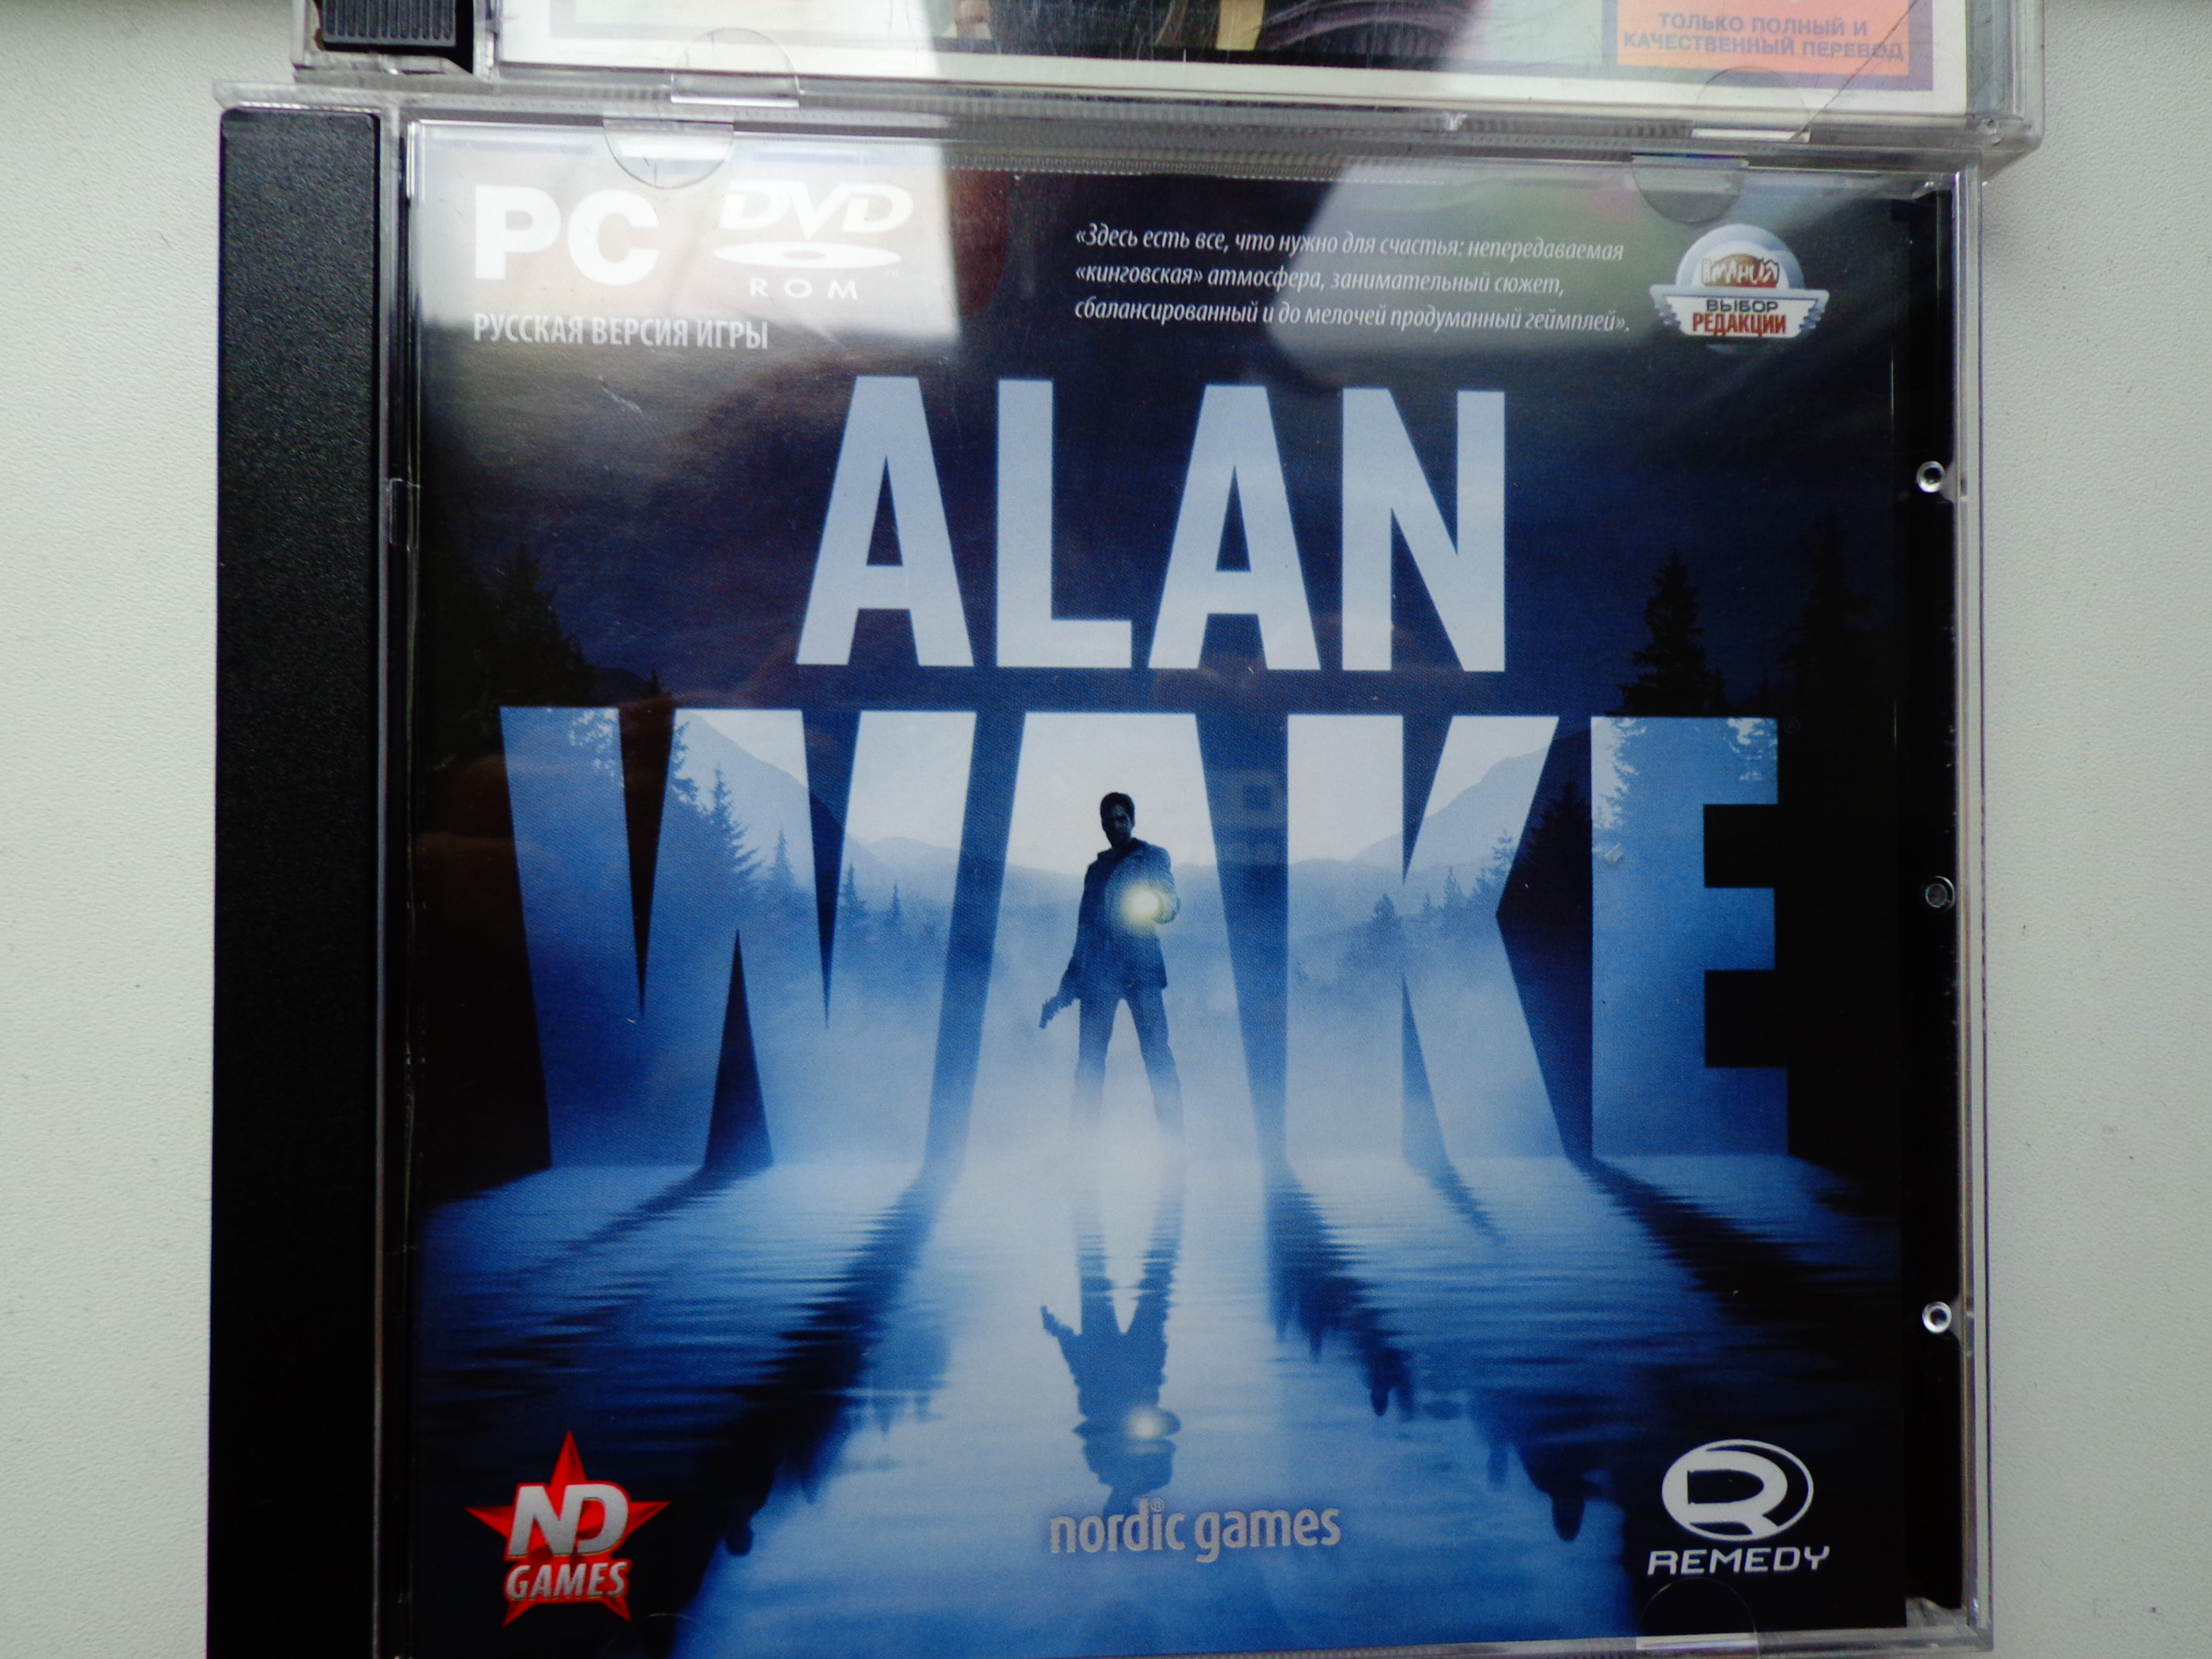 ТОЛЬКО ПОЛНЫЙ И
КАЧЕСТВЕННЫЙ ПЕРЕВОД
PC DVD
ROM
РУССКАЯ ВЕРСИЯ ИГРЫ
«Здесь есть все, что нужно для счастья: непередаваемая
«кинговская» атмосфера, занимательный сюжет,
сбалансированный и до мелочей продуманный геймплей».
ВЫБОР
РЕДАКЦИИ
ALAN
WAKE®
ND
GAMES
nordic® games
REMEDY